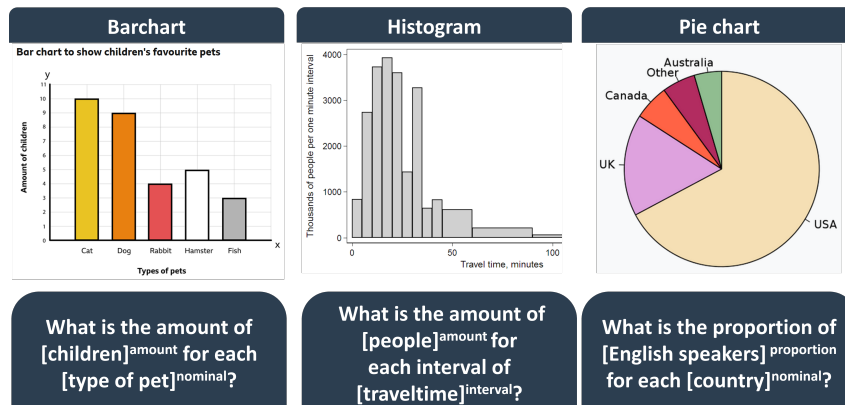 Barchart
Bar chart to show children's favourite pets
y
Amount of children
11
10
9
8
7
6
5
4
3
2
1
0
Cat Dog Rabbit Hamster Fish
x
Types of pets
What is the amount of
[children]amount for each
[type of pet]nominal?
Histogram
Thousands of people per one minute interval
4000
3000
2000
1000
0
0 50 100
Travel time, minutes
What is the amount of
[people]amount for
each interval of
[traveltime]interval?
Pie chart
Australia
Other
Canada
UK
USA
What is the proportion of
[English speakers] proportion
for each [country]nominal?